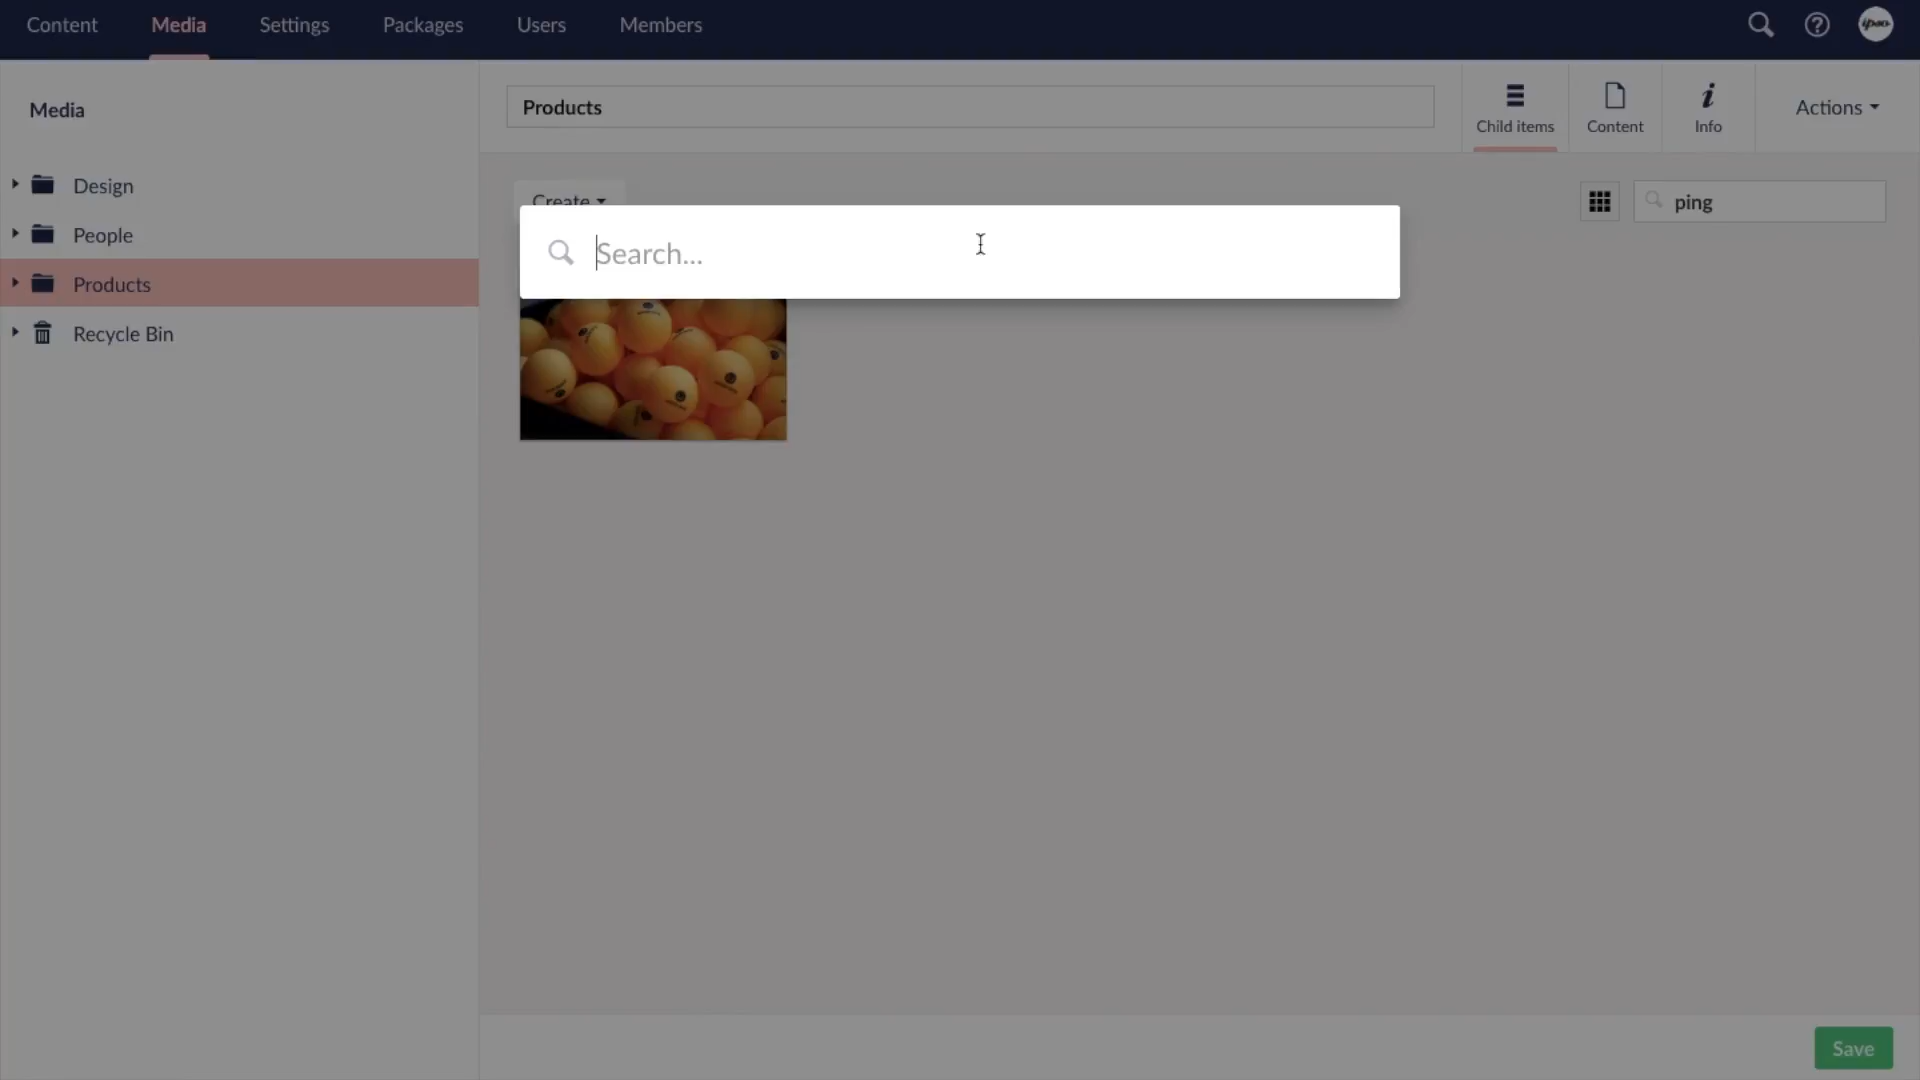 Content Media Settings Packages Users Members
Media
Design
People
Products
Recycle Bin
Products
Child items
Content
Info
Actions
Create
ping
Search...
Save